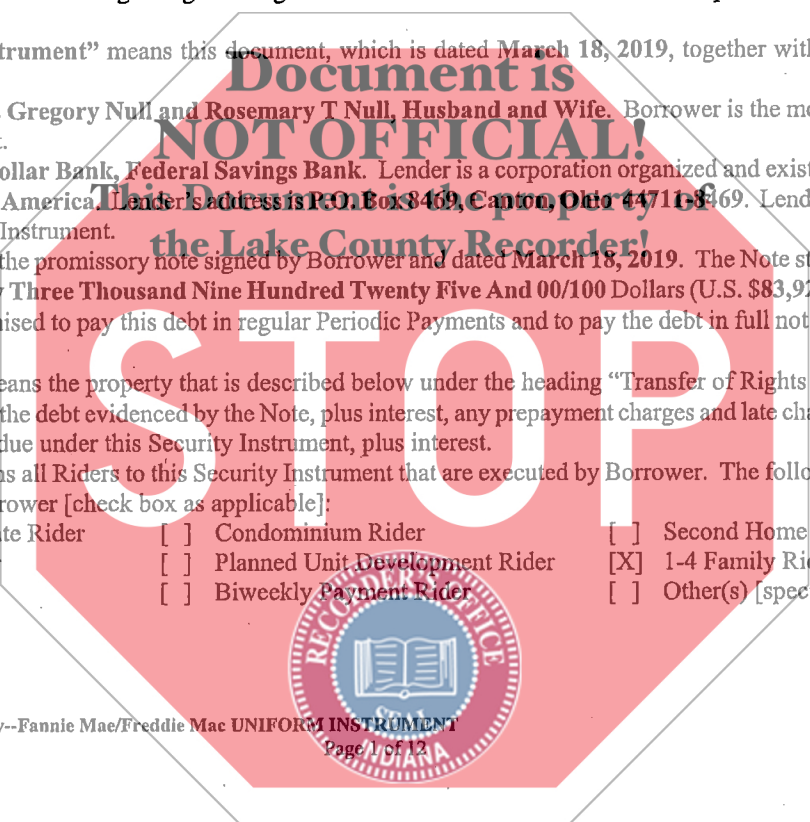 strument” means this document, which is dated March 18, 2019, together with
Document is
Gregory Null and Rosemary T Null, Husband and Wife. Borrower is the mo
t.
NOT OFFICIAL!
ollar Bank, Federal Savings Bank. Lender is a corporation organized and exist
This Document is the property of
America. Lender's address is P.O. Box 8469, Canton, Ohio 44711-8469. Lend
Instrument.
the Lake County Recorder!
the promissory note signed by Borrower and dated March 18, 2019. The Note st
y Three Thousand Nine Hundred Twenty Five And 00/100 Dollars (U.S. $83,92
nised to pay this debt in regular Periodic Payments and to pay the debt in full not
STOP
eans the property that is described below under the heading “Transfer of Rights
the debt evidenced by the Note, plus interest, any prepayment charges and late cha
due under this Security Instrument, plus interest.
ns all Riders to this Security Instrument that are executed by Borrower. The follo
rrower [check box as applicable]:
te Rider [ ] Condominium Rider [ ] Second Home
[ ] Planned Unit Development Rider [X] 1-4 Family Ri
[ ] Biweekly Payment Rider [ ] Other(s) [spec
RECORDER'S OFFICE
SEAL
INDIANA
y--Fannie Mae/Freddie Mac UNIFORM INSTRUMENT
Page 1 of 12